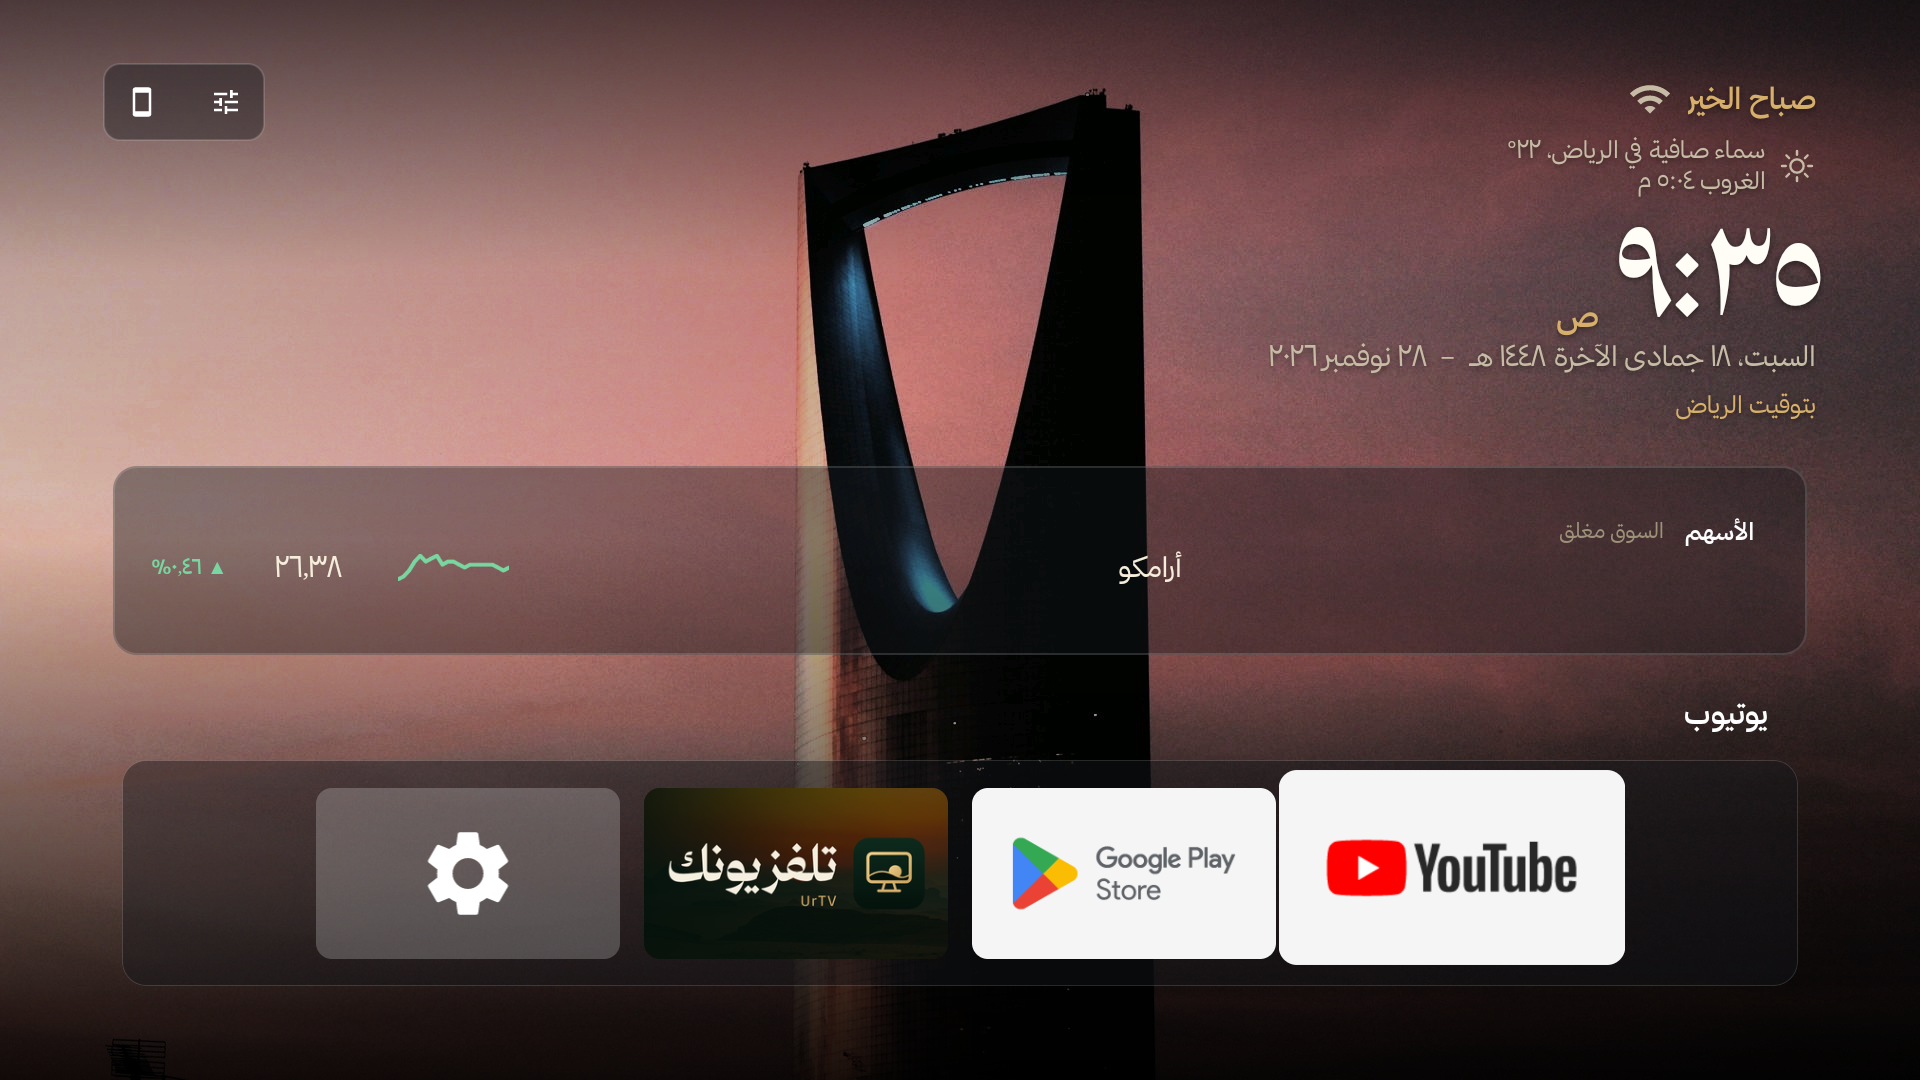 صباح الخير
سماء صافية في الرياض، ٢٢°
الغروب ٥:٠٤ م
٩:٣٥ ص
السبت، ١٨ جمادى الآخرة ١٤٤٨ هـ – ٢٨ نوفمبر ٢٠٢٦
بتوقيت الرياض
الأسهم السوق مغلق
أرامكو ٢٦,٣٨ ▲ ٠,٤٦%
يوتيوب
YouTube
Google Play
Store
تلفزيونك
UrTV